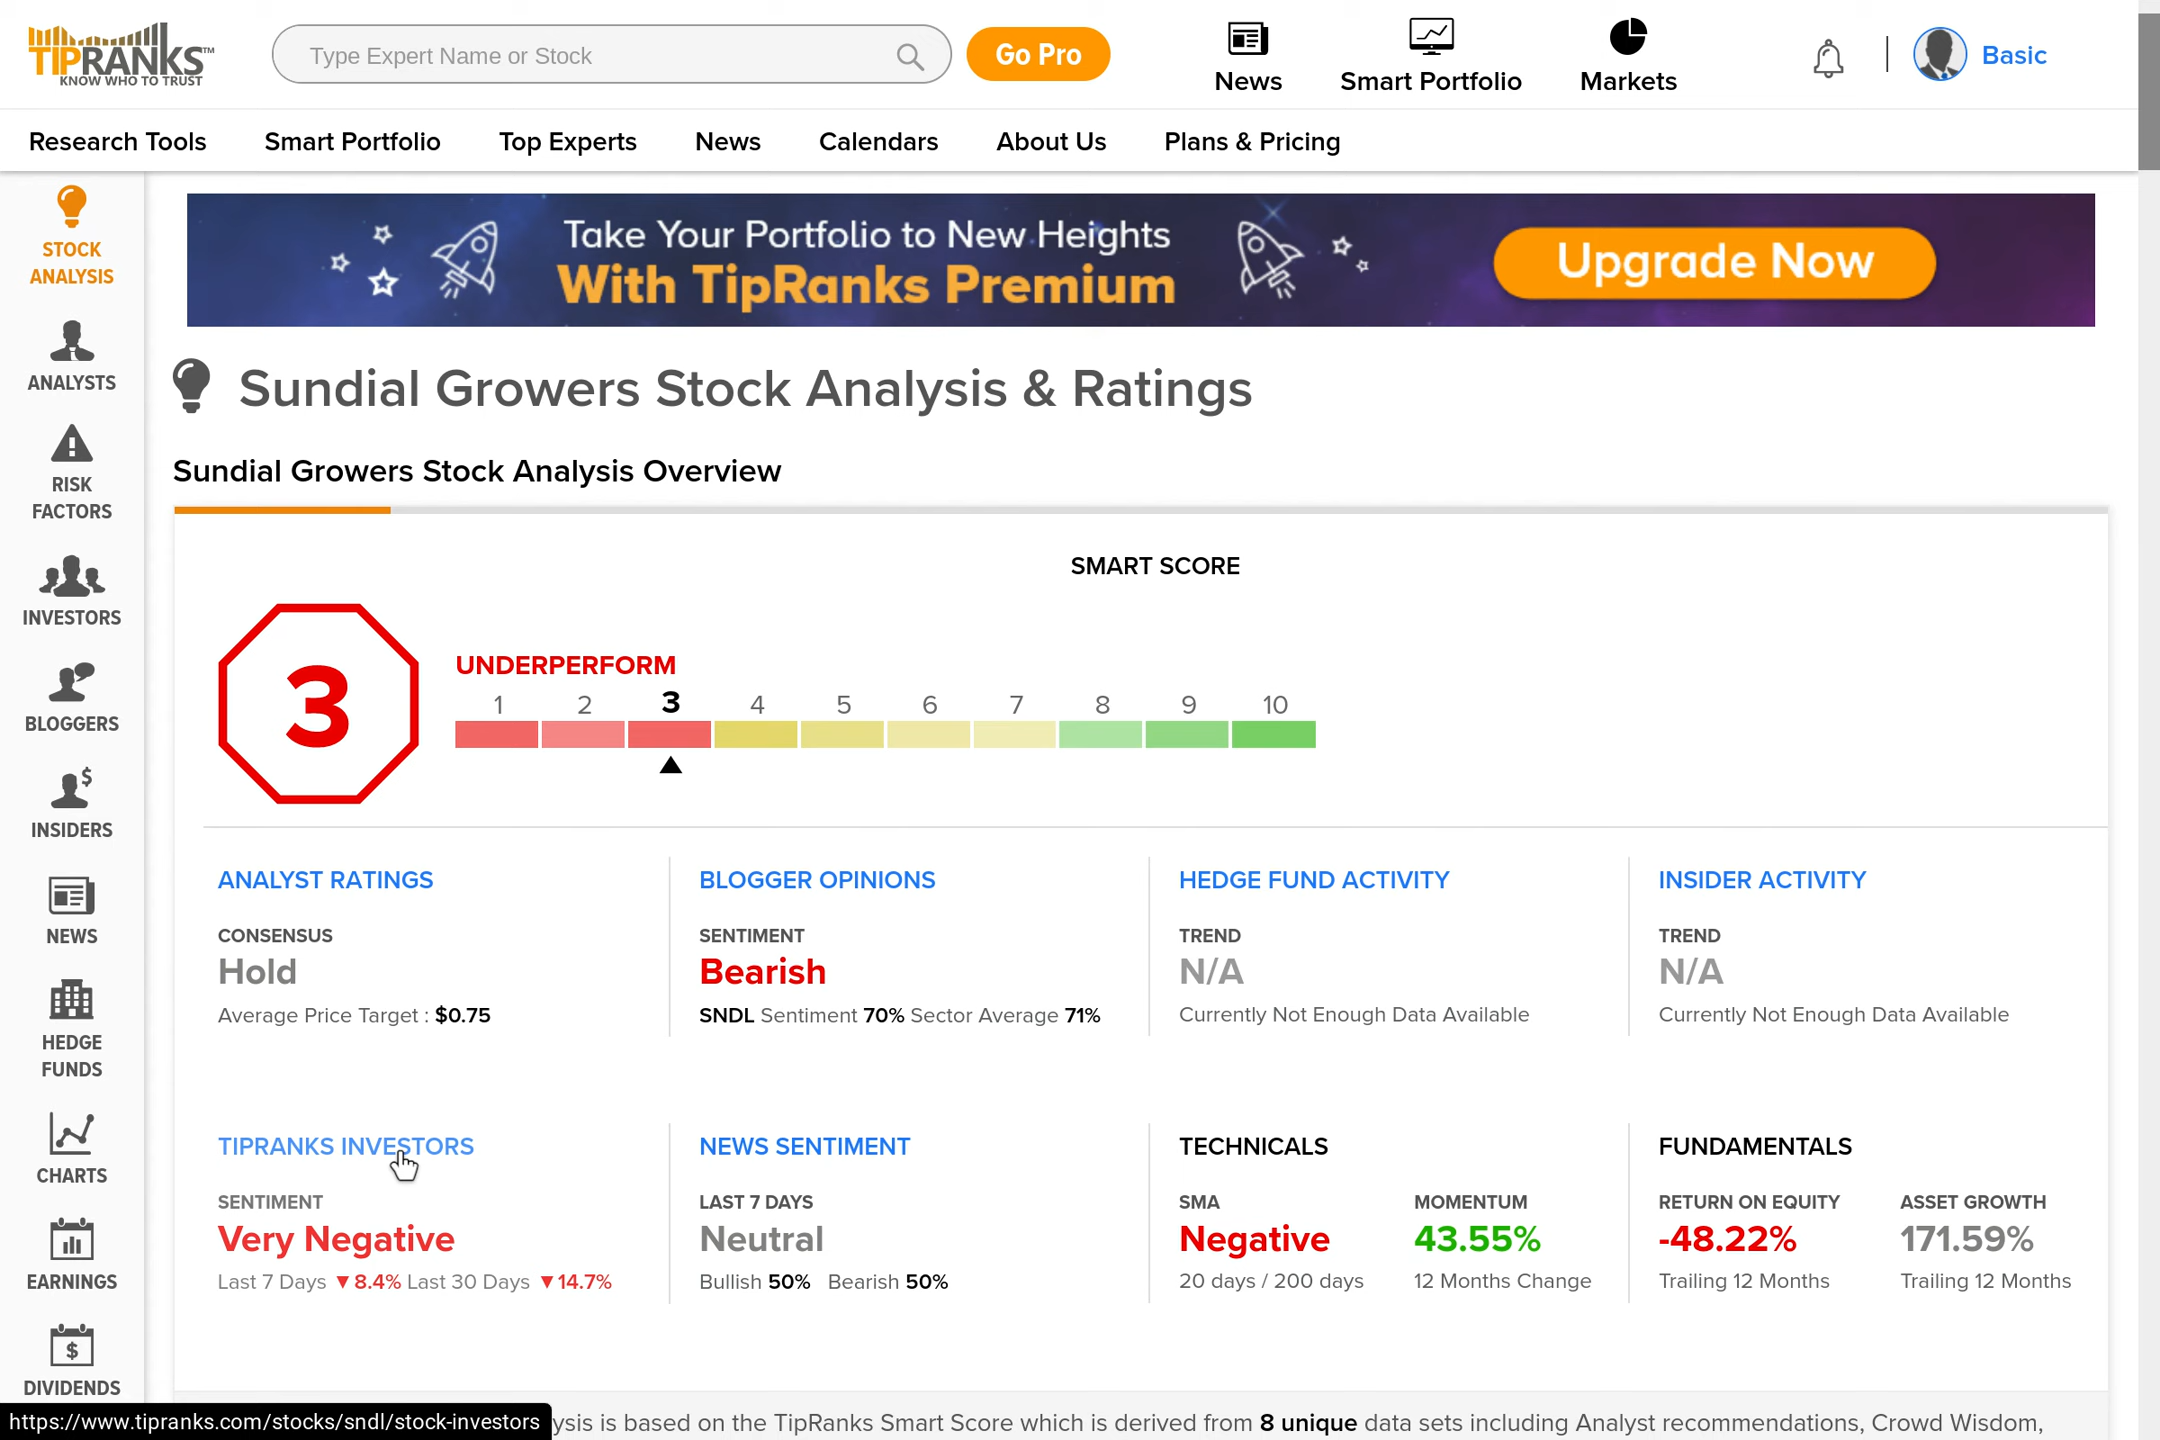 TIPRANKS™
KNOW WHO TO TRUST
Type Expert Name or Stock
Go Pro
News
Smart Portfolio
Markets
Basic
Research Tools
Smart Portfolio
Top Experts
News
Calendars
About Us
Plans & Pricing
STOCK
ANALYSIS
ANALYSTS
RISK
FACTORS
INVESTORS
BLOGGERS
INSIDERS
NEWS
HEDGE
FUNDS
CHARTS
EARNINGS
DIVIDENDS
Take Your Portfolio to New Heights
With TipRanks Premium
Upgrade Now
Sundial Growers Stock Analysis & Ratings
Sundial Growers Stock Analysis Overview
SMART SCORE
3
UNDERPERFORM
1 2 3 4 5 6 7 8 9 10
ANALYST RATINGS
CONSENSUS
Hold
Average Price Target : $0.75
BLOGGER OPINIONS
SENTIMENT
Bearish
SNDL Sentiment 70% Sector Average 71%
HEDGE FUND ACTIVITY
TREND
N/A
Currently Not Enough Data Available
INSIDER ACTIVITY
TREND
N/A
Currently Not Enough Data Available
TIPRANKS INVESTORS
SENTIMENT
Very Negative
Last 7 Days ▼8.4% Last 30 Days ▼14.7%
NEWS SENTIMENT
LAST 7 DAYS
Neutral
Bullish 50% Bearish 50%
TECHNICALS
SMA
Negative
20 days / 200 days
MOMENTUM
43.55%
12 Months Change
FUNDAMENTALS
RETURN ON EQUITY
-48.22%
Trailing 12 Months
ASSET GROWTH
171.59%
Trailing 12 Months
https://www.tipranks.com/stocks/sndl/stock-investors
ysis is based on the TipRanks Smart Score which is derived from 8 unique data sets including Analyst recommendations, Crowd Wisdom,